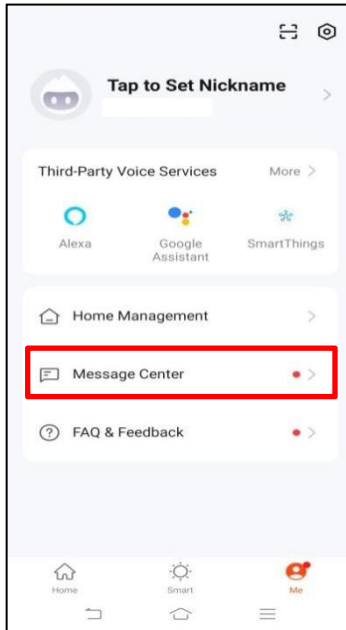 Tap to Set Nickname
Third-Party Voice Services More
Alexa
Google Assistant
SmartThings
Home Management
Message Center
FAQ & Feedback
Home Smart Me